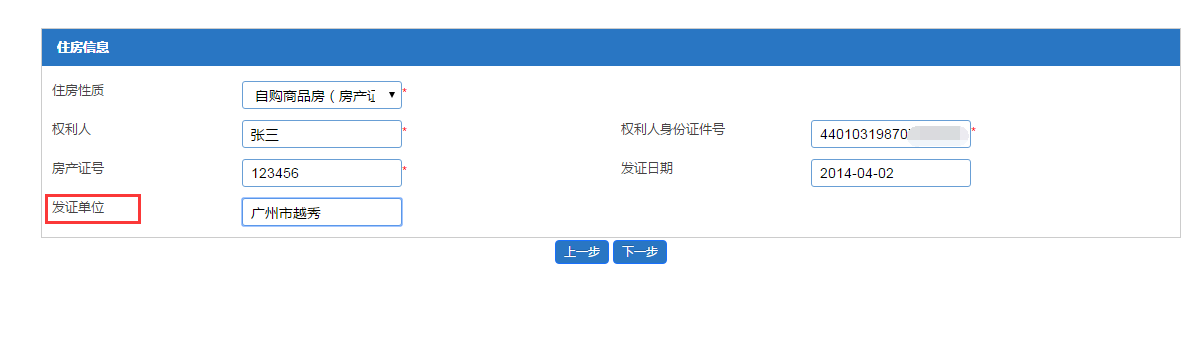 住房信息
住房性质 自购商品房（房产证 *
权利人 张三 * 权利人身份证件号 4401031987 *
房产证号 123456 * 发证日期 2014-04-02
发证单位 广州市越秀
上一步 下一步